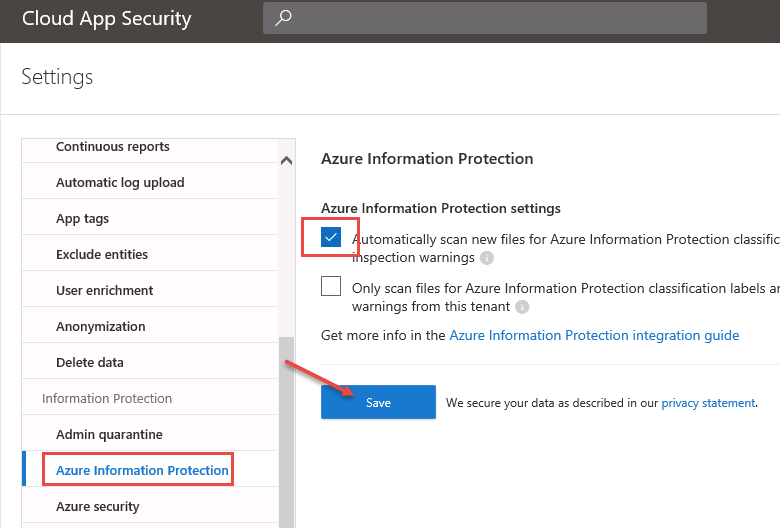 Cloud App Security
Settings
Continuous reports
Automatic log upload
App tags
Exclude entities
User enrichment
Anonymization
Delete data
Information Protection
Admin quarantine
Azure Information Protection
Azure security
Azure Information Protection
Azure Information Protection settings
Automatically scan new files for Azure Information Protection classific
inspection warnings
Only scan files for Azure Information Protection classification labels a
warnings from this tenant
Get more info in the Azure Information Protection integration guide
Save
We secure your data as described in our privacy statement.